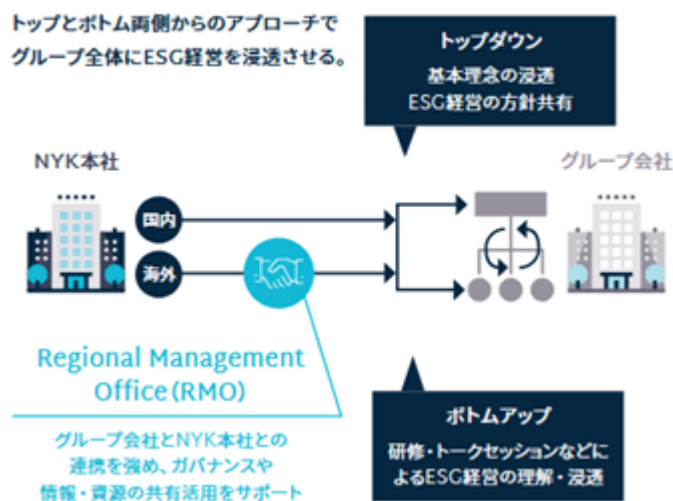 トップとボトム両側からのアプローチで
グループ全体にESG経営を浸透させる。
トップダウン
基本理念の浸透
ESG経営の方針共有
NYK本社
グループ会社
国内
海外
Regional Management
Office(RMO)
グループ会社とNYK本社との
連携を強め、ガバナンスや
情報・資源の共有活用をサポート
ボトムアップ
研修・トークセッションなどに
よるESG経営の理解・浸透